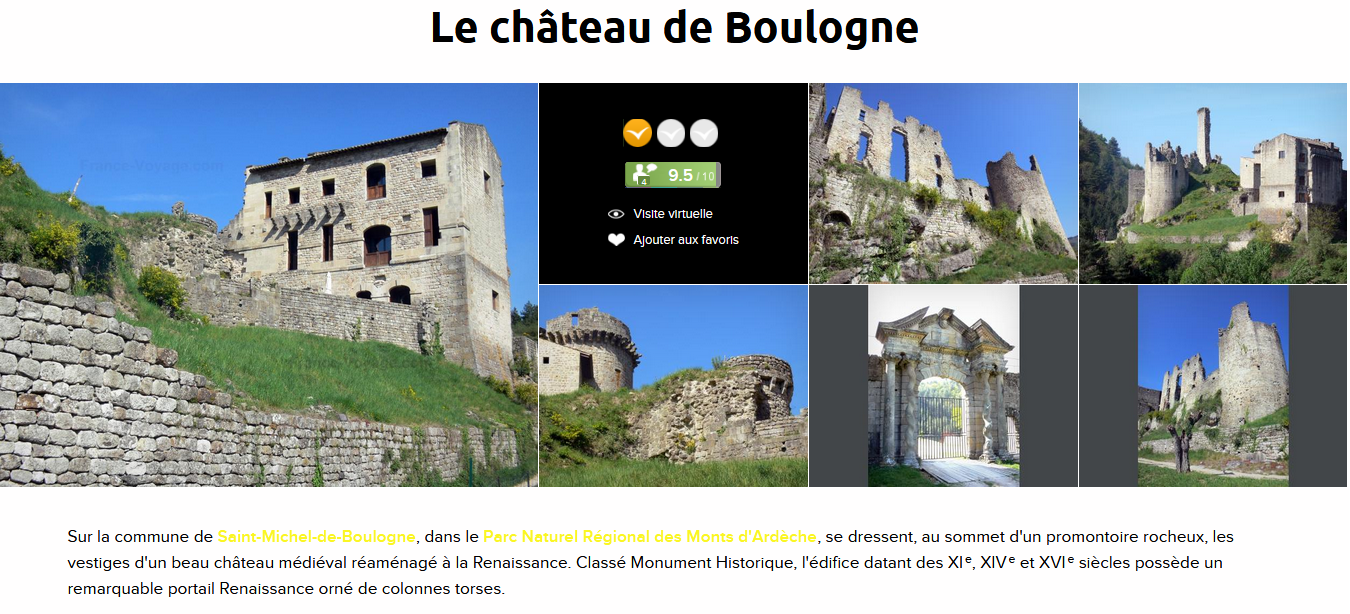 Le château de Boulogne
France-Voyage.com
4
9.5 / 10
Visite virtuelle
Ajouter aux favoris
Sur la commune de Saint-Michel-de-Boulogne, dans le Parc Naturel Régional des Monts d'Ardèche, se dressent, au sommet d'un promontoire rocheux, les
vestiges d'un beau château médiéval réaménagé à la Renaissance. Classé Monument Historique, l'édifice datant des XIᵉ, XIVᵉ et XVIᵉ siècles possède un
remarquable portail Renaissance orné de colonnes torses.